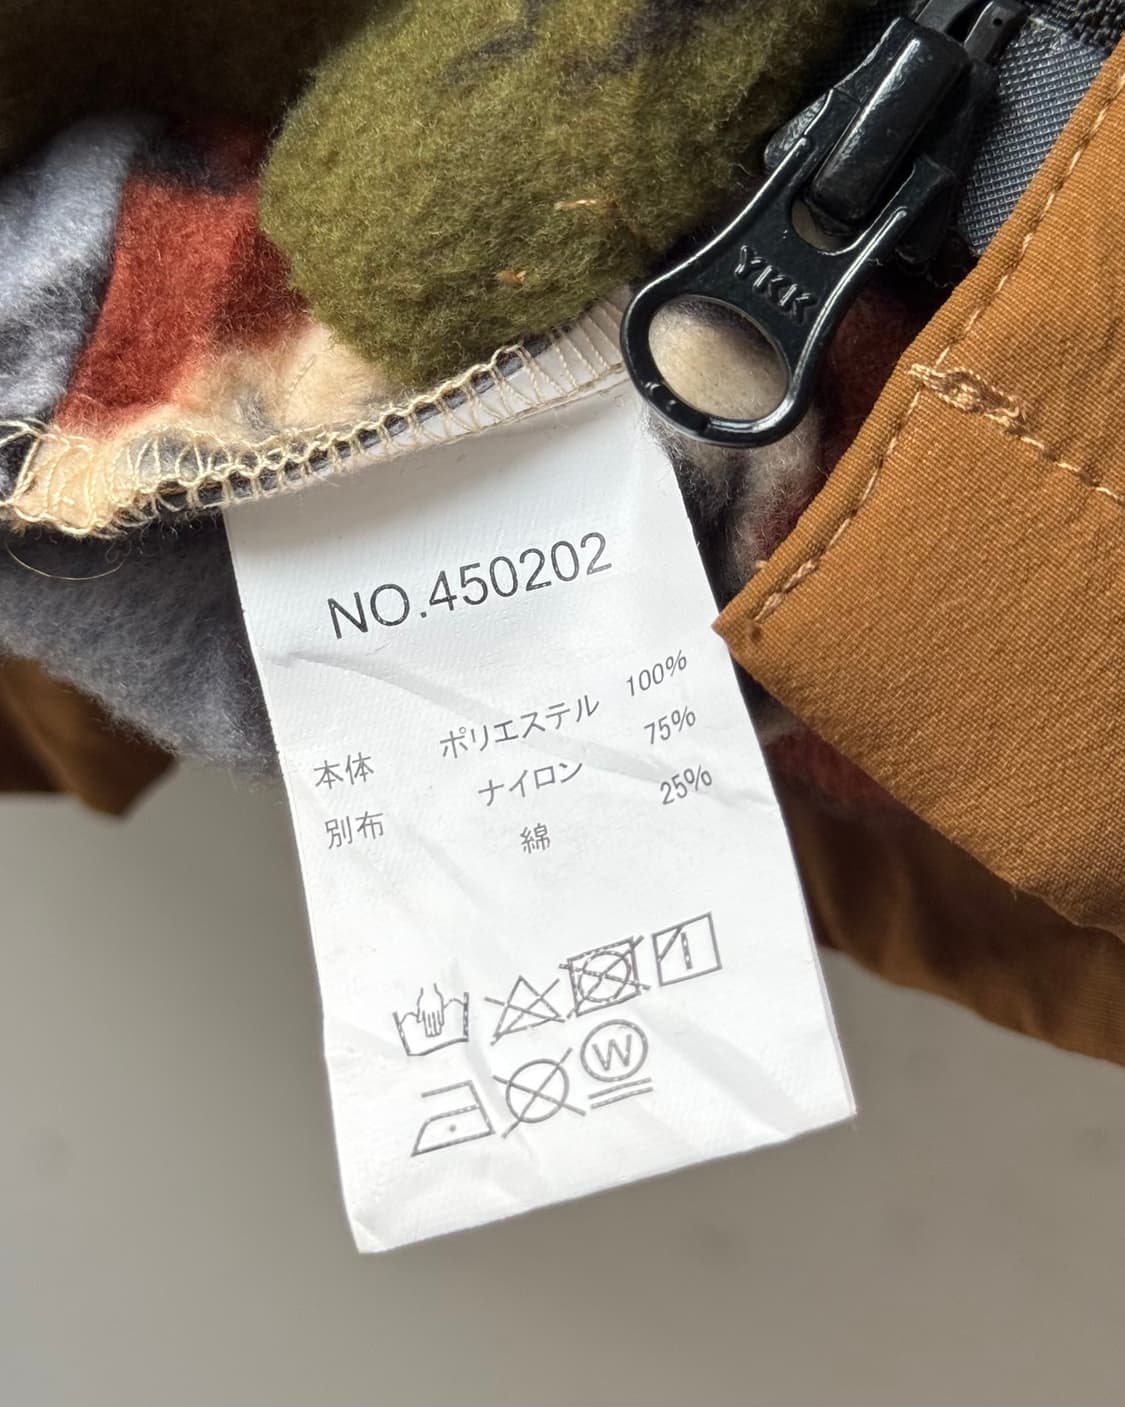 YKK
NO.450202
本体 ポリエステル 100%
別布 ナイロン 75%
綿 25%
W